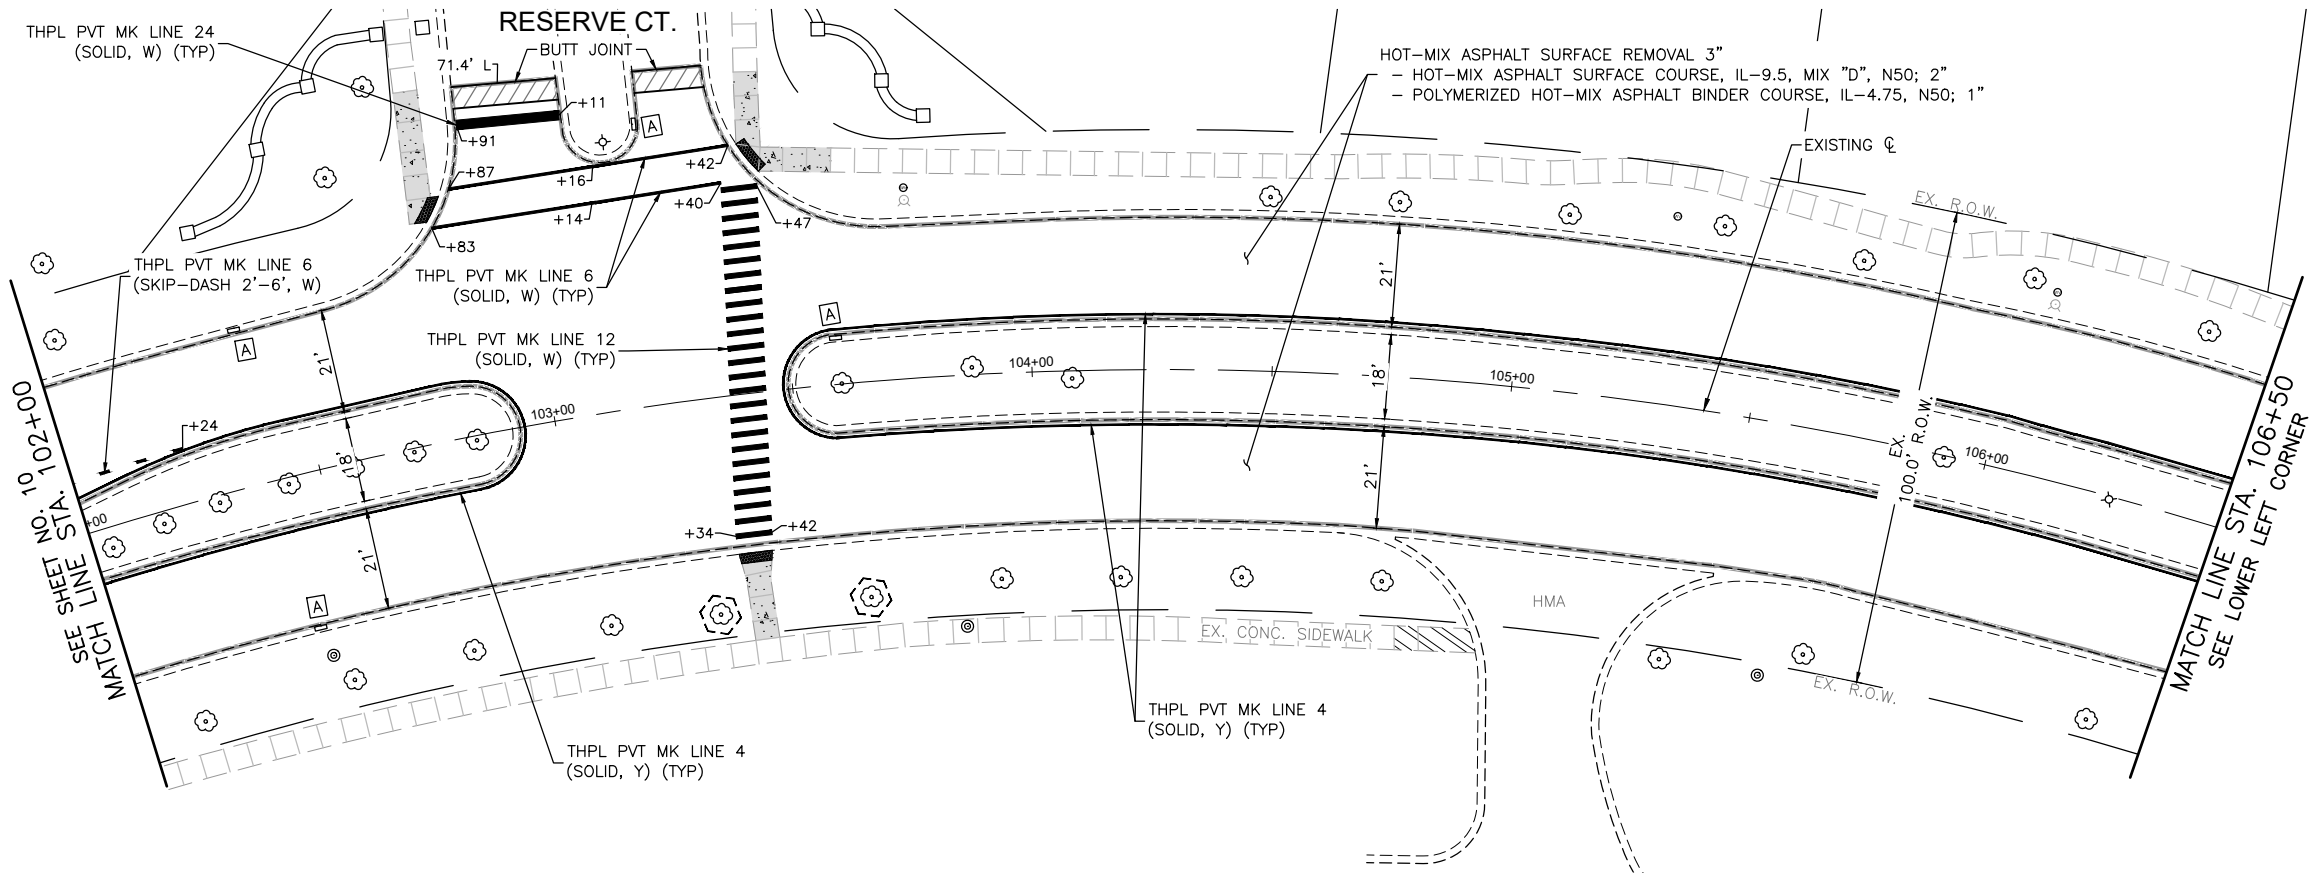 RESERVE CT.
THPL PVT MK LINE 24
(SOLID, W) (TYP)
BUTT JOINT
71.4' L
+11
A
+91
+87
+16
+42
+14
+40
+47
+83
HOT-MIX ASPHALT SURFACE REMOVAL 3"
- HOT-MIX ASPHALT SURFACE COURSE, IL-9.5, MIX "D", N50; 2"
- POLYMERIZED HOT-MIX ASPHALT BINDER COURSE, IL-4.75, N50; 1"
EXISTING ℄
EX. R.O.W.
THPL PVT MK LINE 6
(SKIP-DASH 2'-6', W)
THPL PVT MK LINE 6
(SOLID, W) (TYP)
THPL PVT MK LINE 12
(SOLID, W) (TYP)
A
A
21'
21'
18'
21'
104+00
105+00
106+00
103+00
+24
18'
21'
+00
EX.
100.0' R.O.W.
+34
+42
A
HMA
EX. CONC. SIDEWALK
EX. R.O.W.
THPL PVT MK LINE 4
(SOLID, Y) (TYP)
THPL PVT MK LINE 4
(SOLID, Y) (TYP)
SEE SHEET NO. 10
MATCH LINE STA. 102+00
MATCH LINE STA. 106+50
SEE LOWER LEFT CORNER